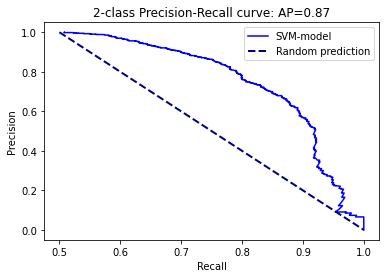 2-class Precision-Recall curve: AP=0.87
SVM-model
Random prediction
Precision
1.0
0.8
0.6
0.4
0.2
0.0
0.5
0.6
0.7
0.8
0.9
1.0
Recall